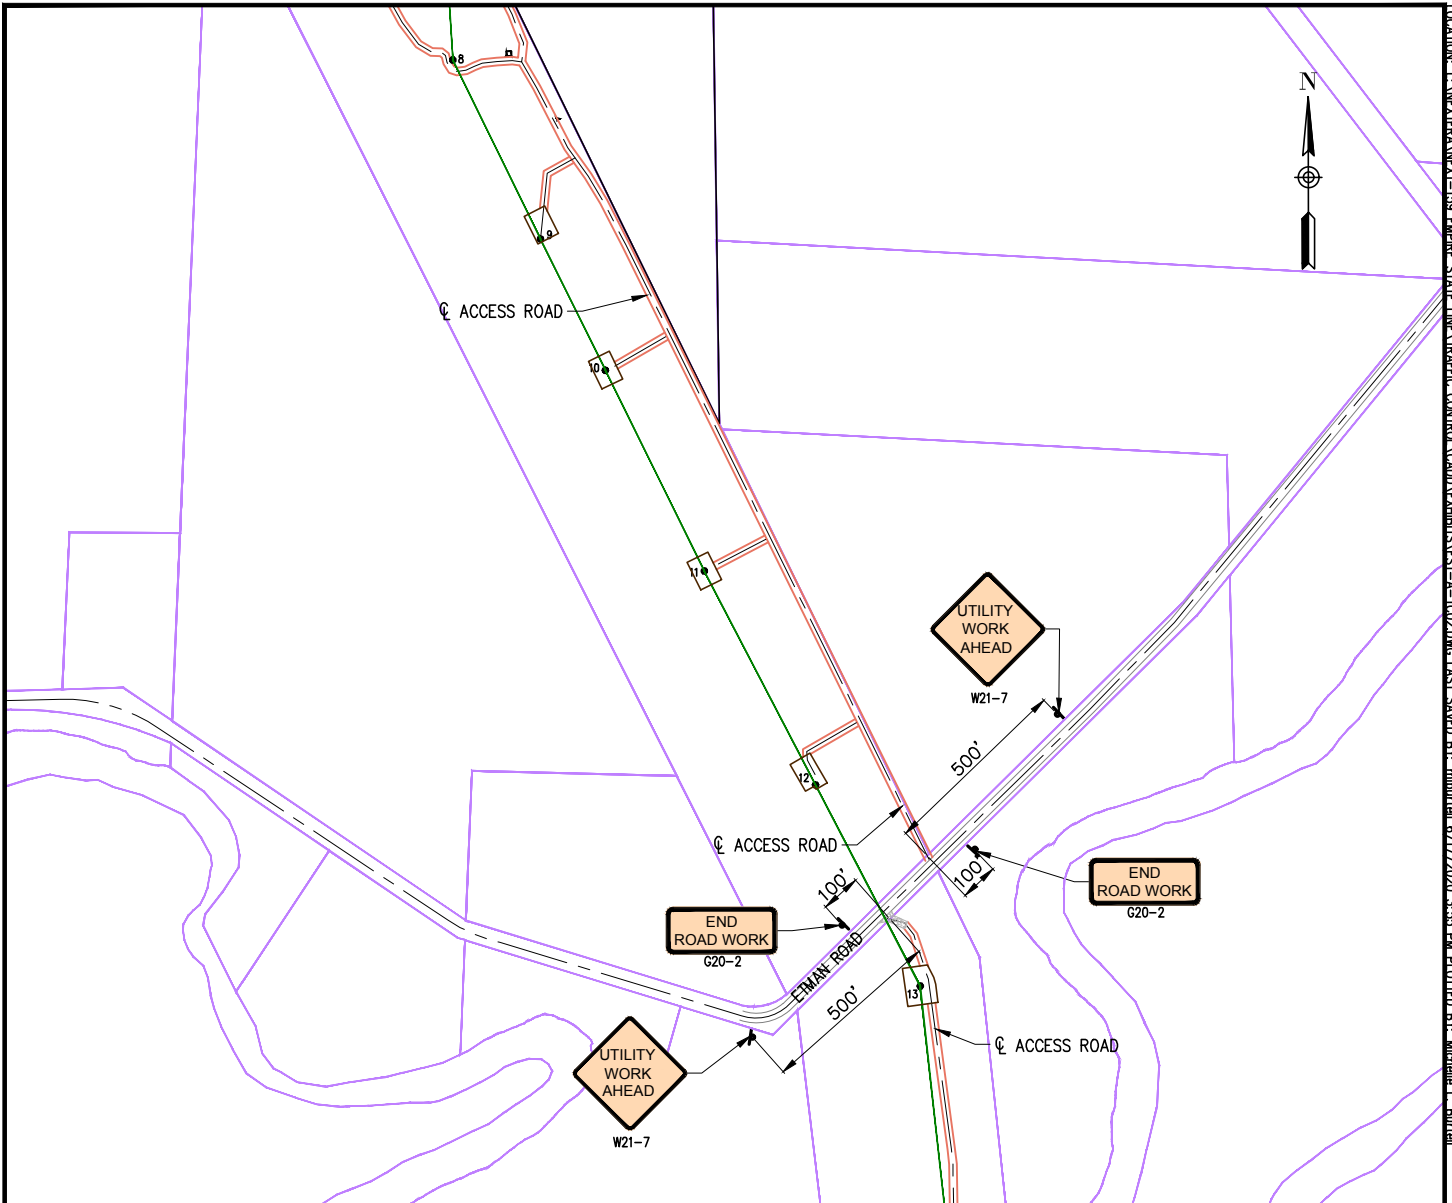 8
N
9
℄ ACCESS ROAD
10
11
UTILITY
WORK
AHEAD
W21-7
500'
12
℄ ACCESS ROAD
100'
100'
END
ROAD WORK
G20-2
END
ROAD WORK
G20-2
ETMAN ROAD
500'
13
℄ ACCESS ROAD
UTILITY
WORK
AHEAD
W21-7